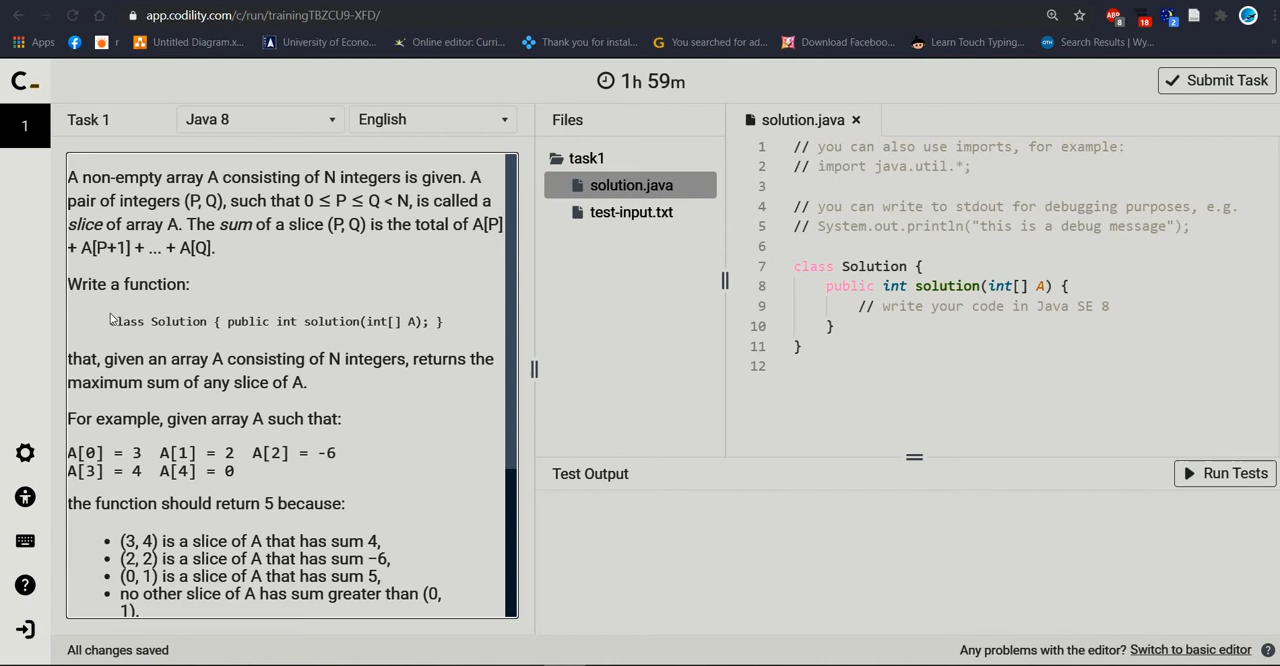 app.codility.com/c/run/trainingTBZCU9-XFD/
8
18
2
Apps
r
Untitled Diagram.x...
University of Econo...
Online editor: Curri...
Thank you for instal...
You searched for ad...
Download Faceboo...
Learn Touch Typing...
OTH
Search Results | Wy...
C_
1h 59m
Submit Task
1
Task 1
Java 8
English
Files
solution.java ×
task1
solution.java
test-input.txt
A non-empty array A consisting of N integers is given. A
pair of integers (P, Q), such that 0 ≤ P ≤ Q < N, is called a
slice of array A. The sum of a slice (P, Q) is the total of A[P]
+ A[P+1] + ... + A[Q].
Write a function:
class Solution { public int solution(int[] A); }
that, given an array A consisting of N integers, returns the
maximum sum of any slice of A.
For example, given array A such that:
A[0] = 3 A[1] = 2 A[2] = -6
A[3] = 4 A[4] = 0
the function should return 5 because:
• (3, 4) is a slice of A that has sum 4,
• (2, 2) is a slice of A that has sum −6,
• (0, 1) is a slice of A that has sum 5,
• no other slice of A has sum greater than (0,
1).
1 // you can also use imports, for example:
2 // import java.util.*;
3
4 // you can write to stdout for debugging purposes, e.g.
5 // System.out.println("this is a debug message");
6
7 class Solution {
8 public int solution(int[] A) {
9 // write your code in Java SE 8
10 }
11 }
12
Test Output
Run Tests
All changes saved
Any problems with the editor? Switch to basic editor